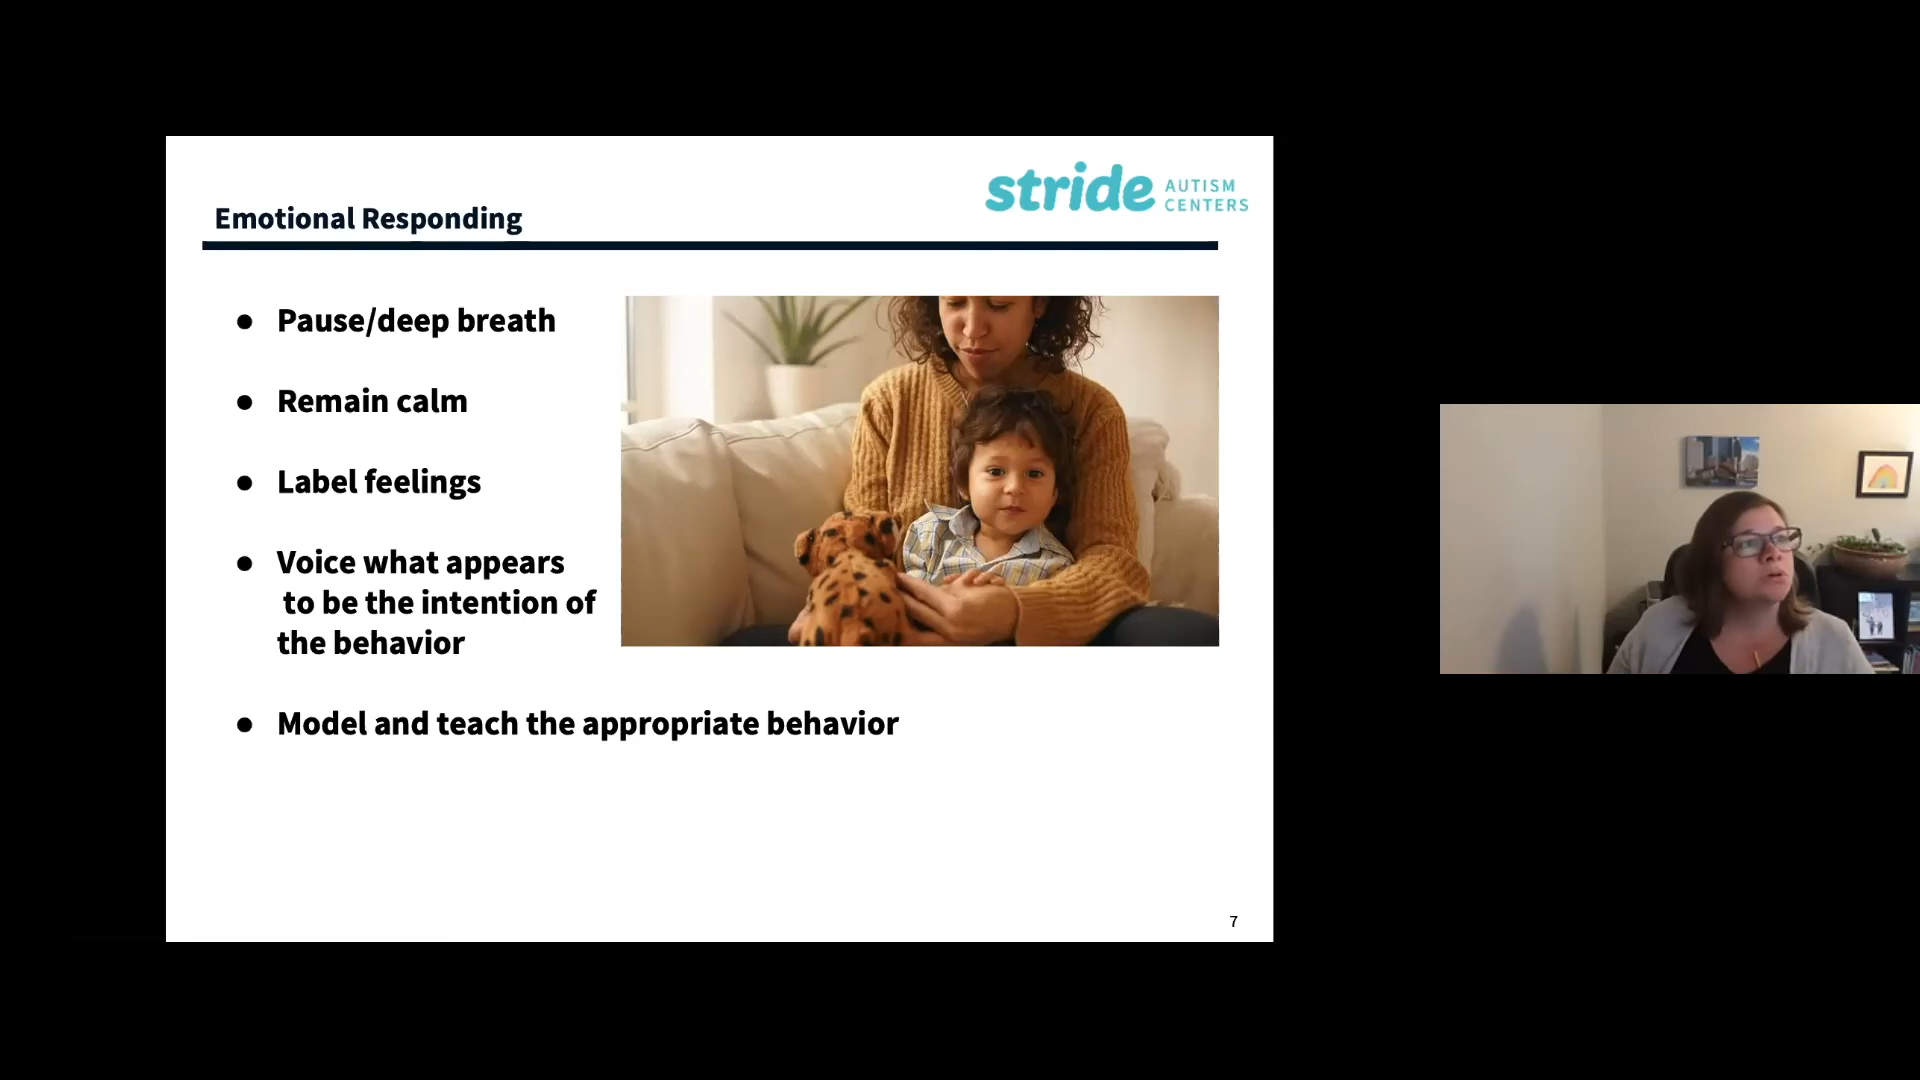 stride AUTISM
CENTERS
Emotional Responding
● Pause/deep breath
● Remain calm
● Label feelings
● Voice what appears
to be the intention of
the behavior
● Model and teach the appropriate behavior
7